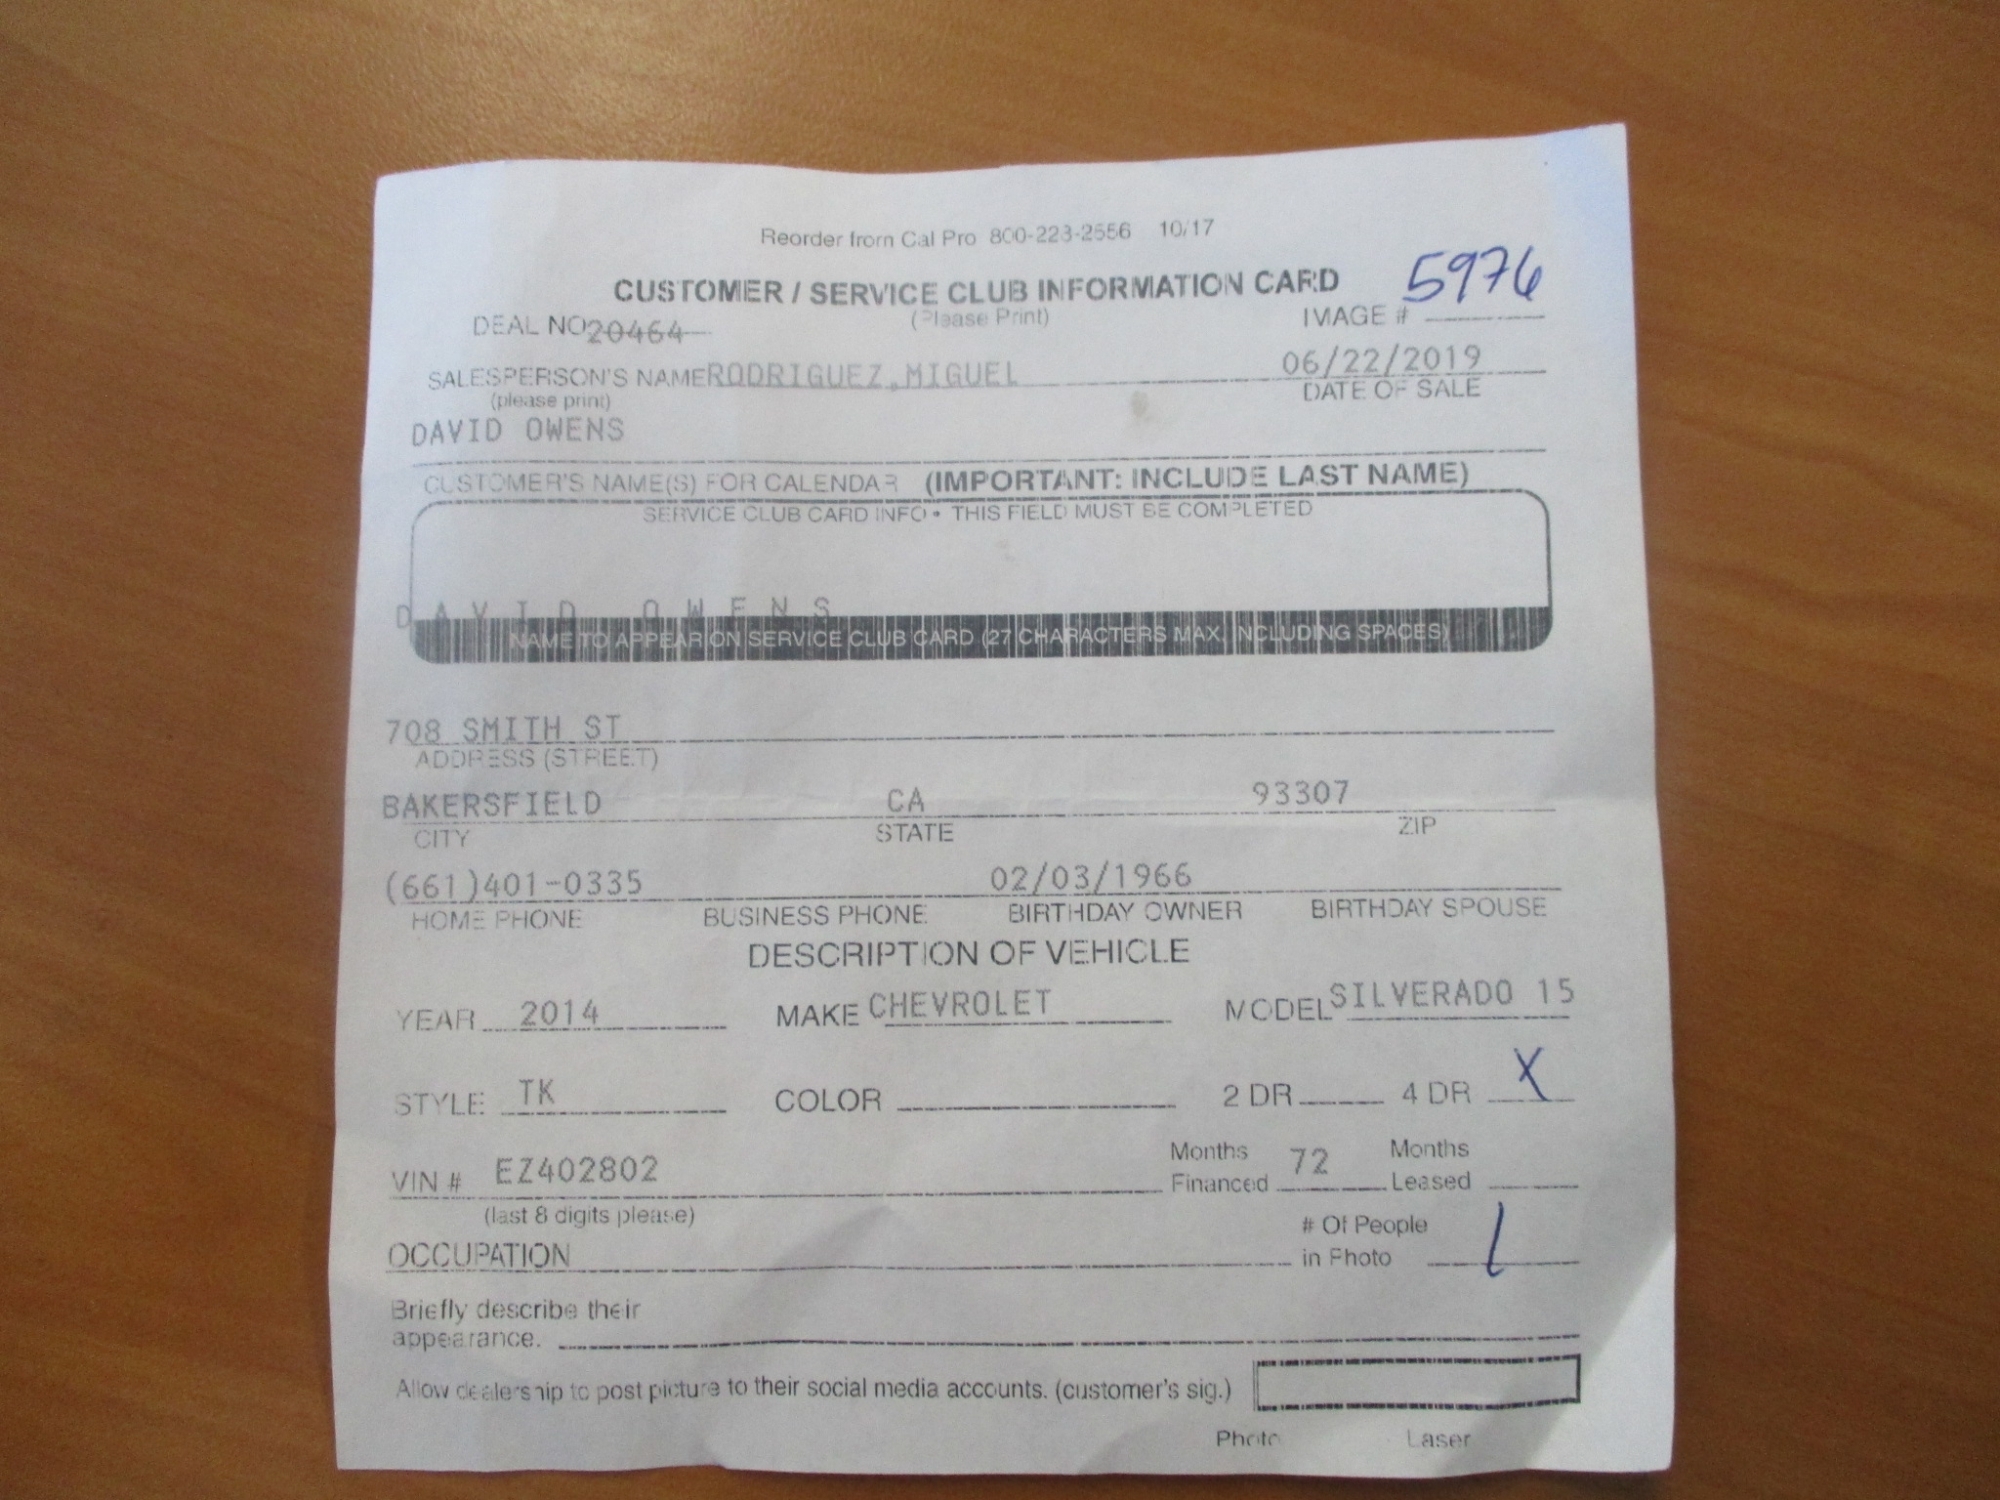 Reorder from Cal Pro 800-223-2556 10/17
CUSTOMER / SERVICE CLUB INFORMATION CARD 5976
DEAL NO 20464 (Please Print) IMAGE #
SALESPERSON'S NAME RODRIGUEZ,MIGUEL 06/22/2019
(please print) DATE OF SALE
DAVID OWENS
CUSTOMER'S NAME(S) FOR CALENDAR (IMPORTANT: INCLUDE LAST NAME)
SERVICE CLUB CARD INFO • THIS FIELD MUST BE COMPLETED
D A V I D O W E N S
NAME TO APPEAR ON SERVICE CLUB CARD (27 CHARACTERS MAX, INCLUDING SPACES)
708 SMITH ST
ADDRESS (STREET)
BAKERSFIELD CA 93307
CITY STATE ZIP
(661)401-0335 02/03/1966
HOME PHONE BUSINESS PHONE BIRTHDAY OWNER BIRTHDAY SPOUSE
DESCRIPTION OF VEHICLE
YEAR 2014 MAKE CHEVROLET MODEL SILVERADO 15
STYLE TK COLOR 2 DR 4 DR X
VIN # EZ402802 Months Financed 72 Months Leased
(last 8 digits please)
OCCUPATION # Of People in Photo 1
Briefly describe their
appearance.
Allow dealership to post picture to their social media accounts. (customer's sig.)
Photo Laser